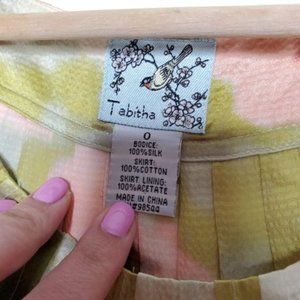 Tabitha
0
BODICE:
100%SILK
SKIRT:
100%COTTON
SKIRT LINING:
100%ACETATE
MADE IN CHINA